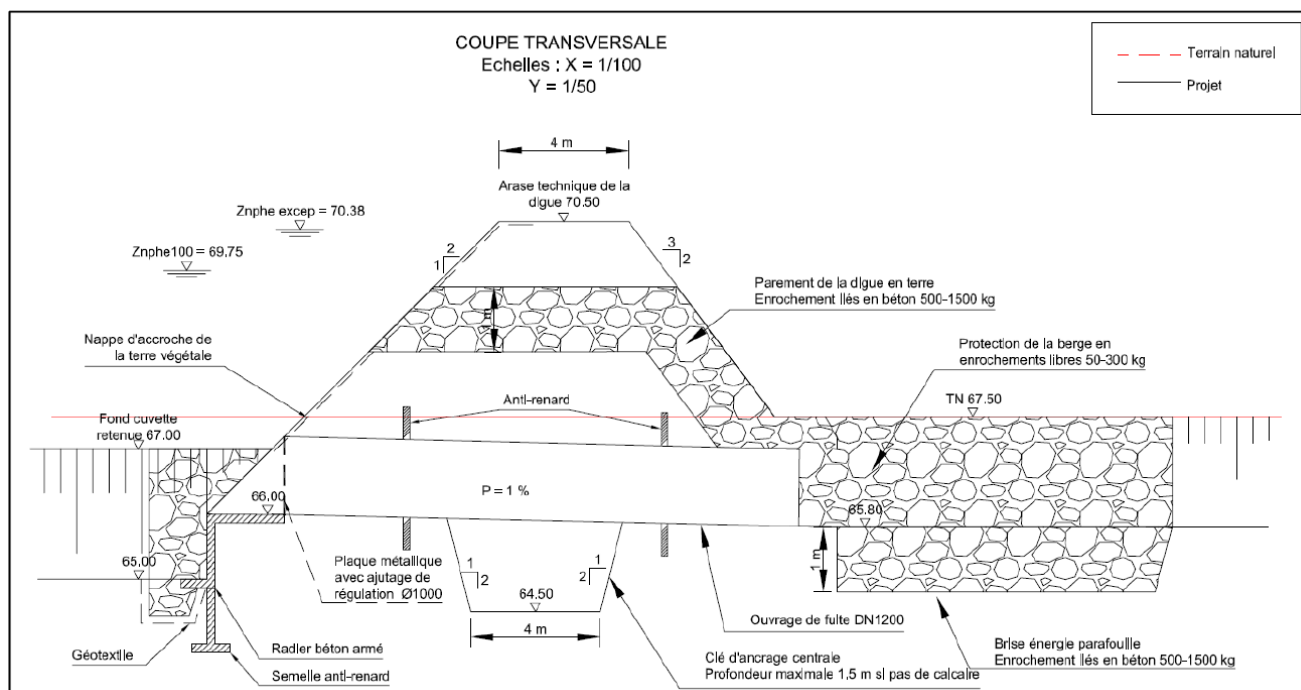 COUPE TRANSVERSALE
Echelles : X = 1/100
Y = 1/50
Terrain naturel
Projet
4 m
Arase technique de la
digue 70.50
Znphe excep = 70.38
Znphe100 = 69,75
2
1
3
2
Parement de la digue en terre
Enrochement liés en béton 500-1500 kg
1m
Nappe d'accroche de
la terre végétale
Protection de la berge en
enrochements libres 50-300 kg
Anti-renard
TN 67.50
Fond cuvette
retenue 67.00
66,00
P = 1 %
65.80
65,00
Plaque métallique
avec ajutage de
régulation Ø1000
1
2
1
2
64.50
4 m
1 m
Ouvrage de fuite DN1200
Géotextile
Radier béton armé
Semelle anti-renard
Clé d'ancrage centrale
Profondeur maximale 1,5 m si pas de calcaire
Brise énergie parafouille
Enrochement liés en béton 500-1500 kg